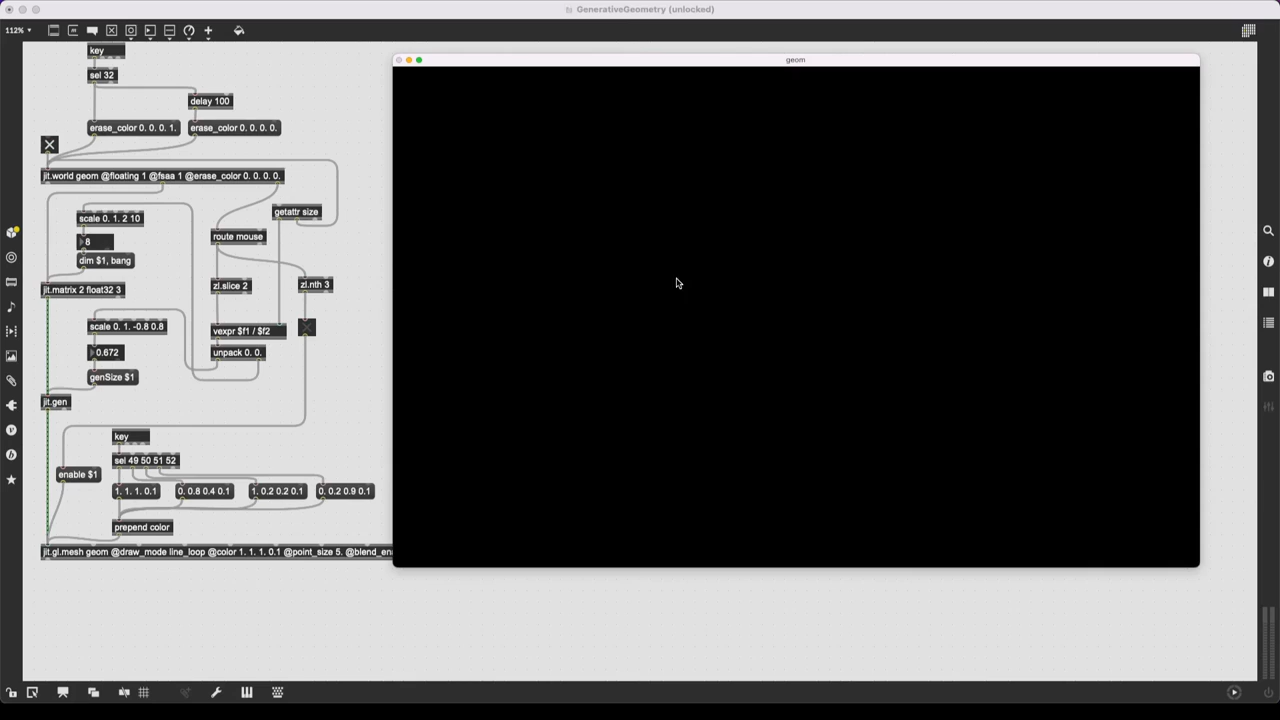 GenerativeGeometry (unlocked)
112%
key
sel 32
delay 100
erase_color 0. 0. 0. 1.
erase_color 0. 0. 0. 0.
jit.world geom @floating 1 @fsaa 1 @erase_color 0. 0. 0. 0.
scale 0. 1. 2 10
getattr size
8
route mouse
dim $1, bang
jit.matrix 2 float32 3
zl.slice 2
zl.nth 3
scale 0. 1. -0.8 0.8
vexpr $f1 / $f2
0.672
unpack 0. 0.
genSize $1
jit.gen
key
sel 49 50 51 52
enable $1
1. 1. 1. 0.1
0. 0.8 0.4 0.1
1. 0.2 0.2 0.1
0. 0.2 0.9 0.1
prepend color
jit.gl.mesh geom @draw_mode line_loop @color 1. 1. 1. 0.1 @point_size 5. @blend_en
geom